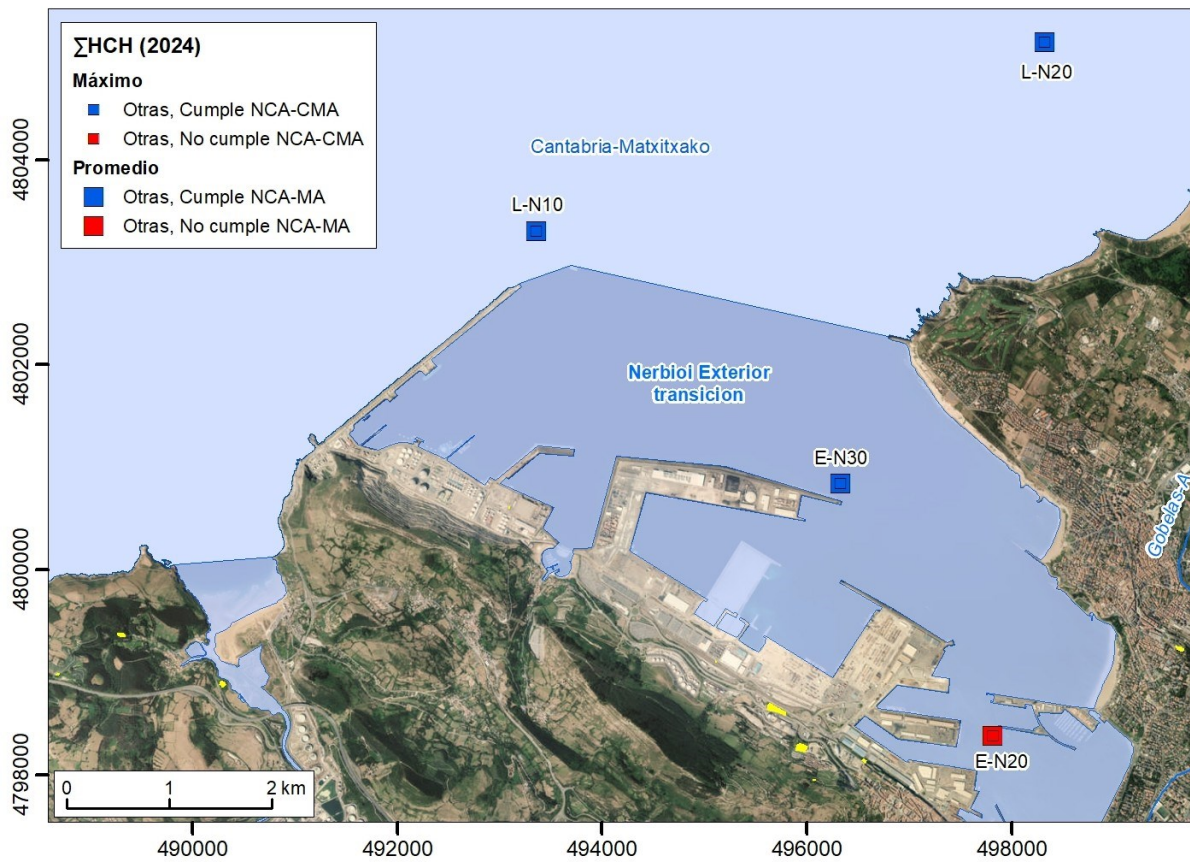 ∑HCH (2024)
Máximo
Otras, Cumple NCA-CMA
Otras, No cumple NCA-CMA
Promedio
Otras, Cumple NCA-MA
Otras, No cumple NCA-MA
L-N20
Cantabria-Matxitxako
L-N10
Nerbioi Exterior
transicion
E-N30
Gobelas-A
E-N20
0 1 2 km
4804000
4802000
4800000
4798000
490000 492000 494000 496000 498000